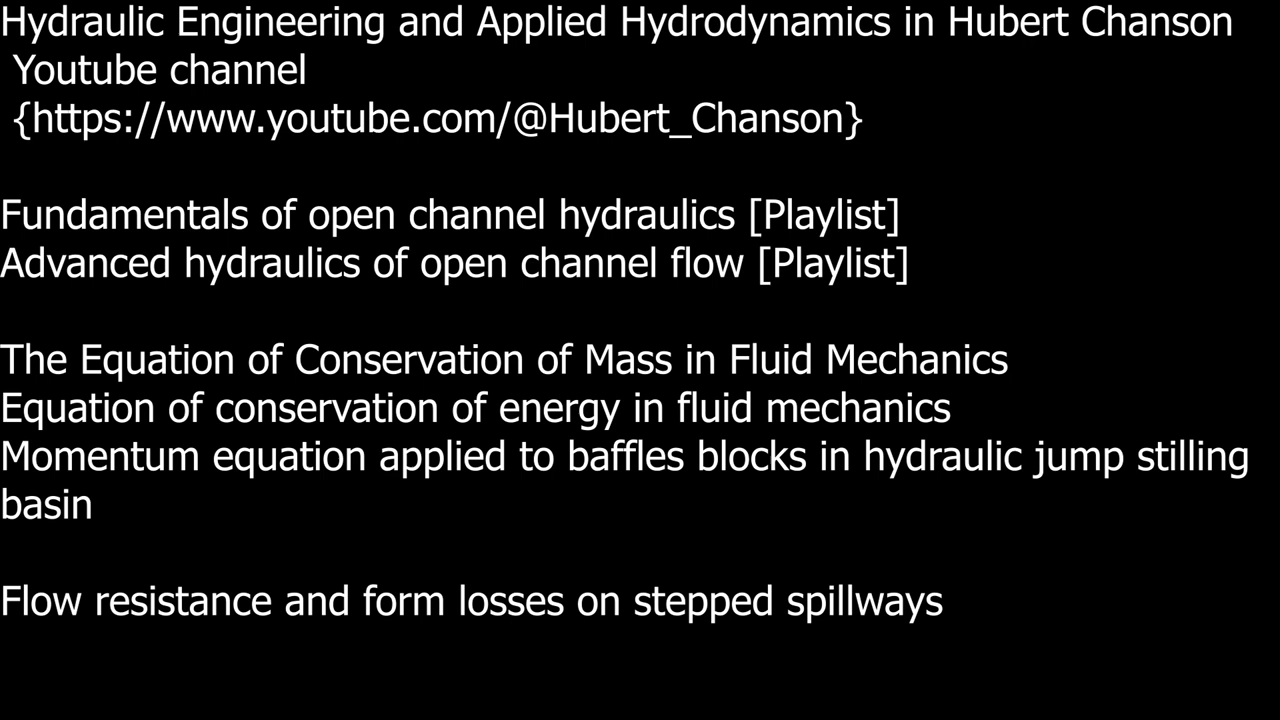 Hydraulic Engineering and Applied Hydrodynamics in Hubert Chanson
Youtube channel
{https://www.youtube.com/@Hubert_Chanson}
Fundamentals of open channel hydraulics [Playlist]
Advanced hydraulics of open channel flow [Playlist]
The Equation of Conservation of Mass in Fluid Mechanics
Equation of conservation of energy in fluid mechanics
Momentum equation applied to baffles blocks in hydraulic jump stilling
basin
Flow resistance and form losses on stepped spillways